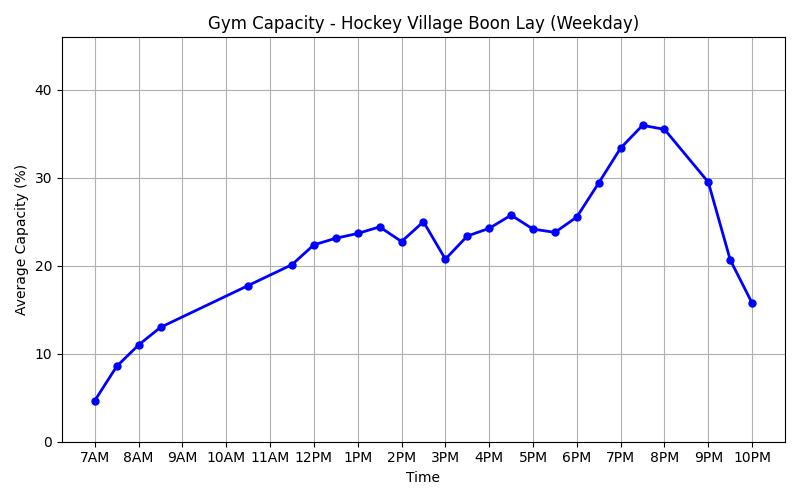 Gym Capacity - Hockey Village Boon Lay (Weekday)
Average Capacity (%)
40
30
20
10
0
7AM 8AM 9AM 10AM 11AM 12PM 1PM 2PM 3PM 4PM 5PM 6PM 7PM 8PM 9PM 10PM
Time